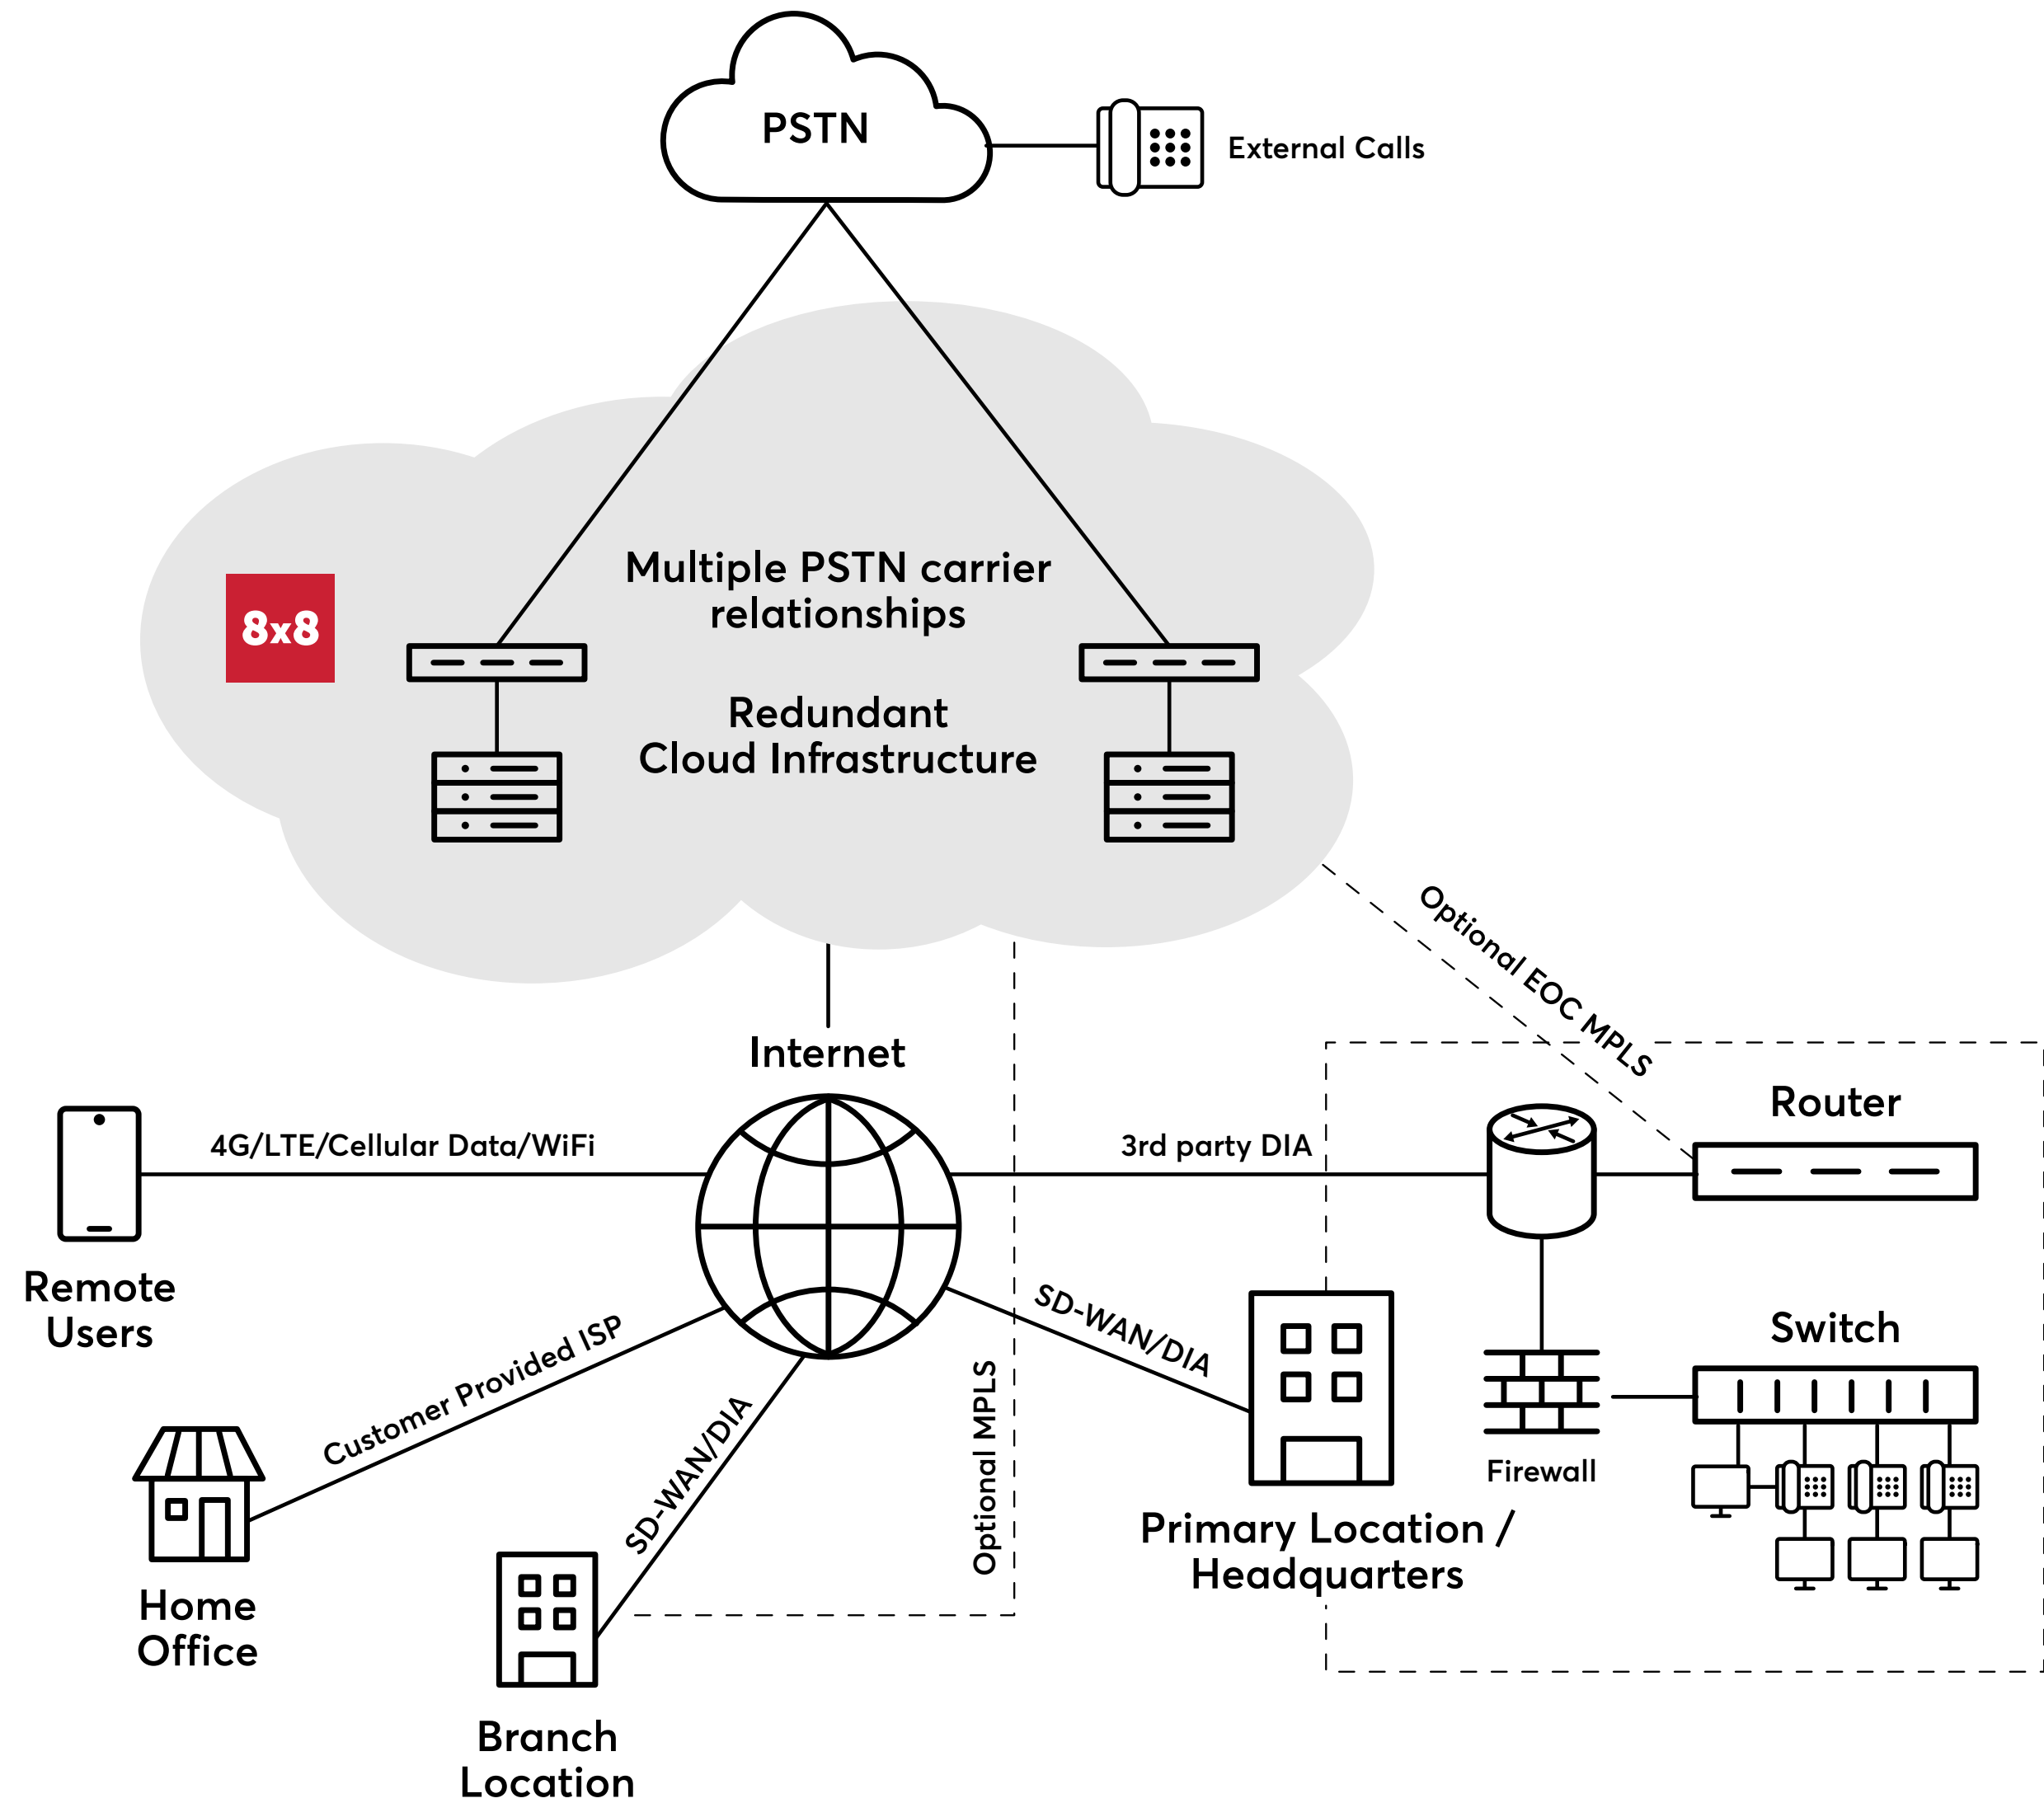 PSTN
External Calls
Multiple PSTN carrier
relationships
8x8
Redundant
Cloud Infrastructure
Optional EOC MPLS
Internet
Router
4G/LTE/Cellular Data/WiFi
3rd party DIA
Remote
Users
SD-WAN/DIA
Switch
Customer Provided ISP
SD-WAN/DIA
Optional MPLS
Firewall
Primary Location /
Headquarters
Home
Office
Branch
Location